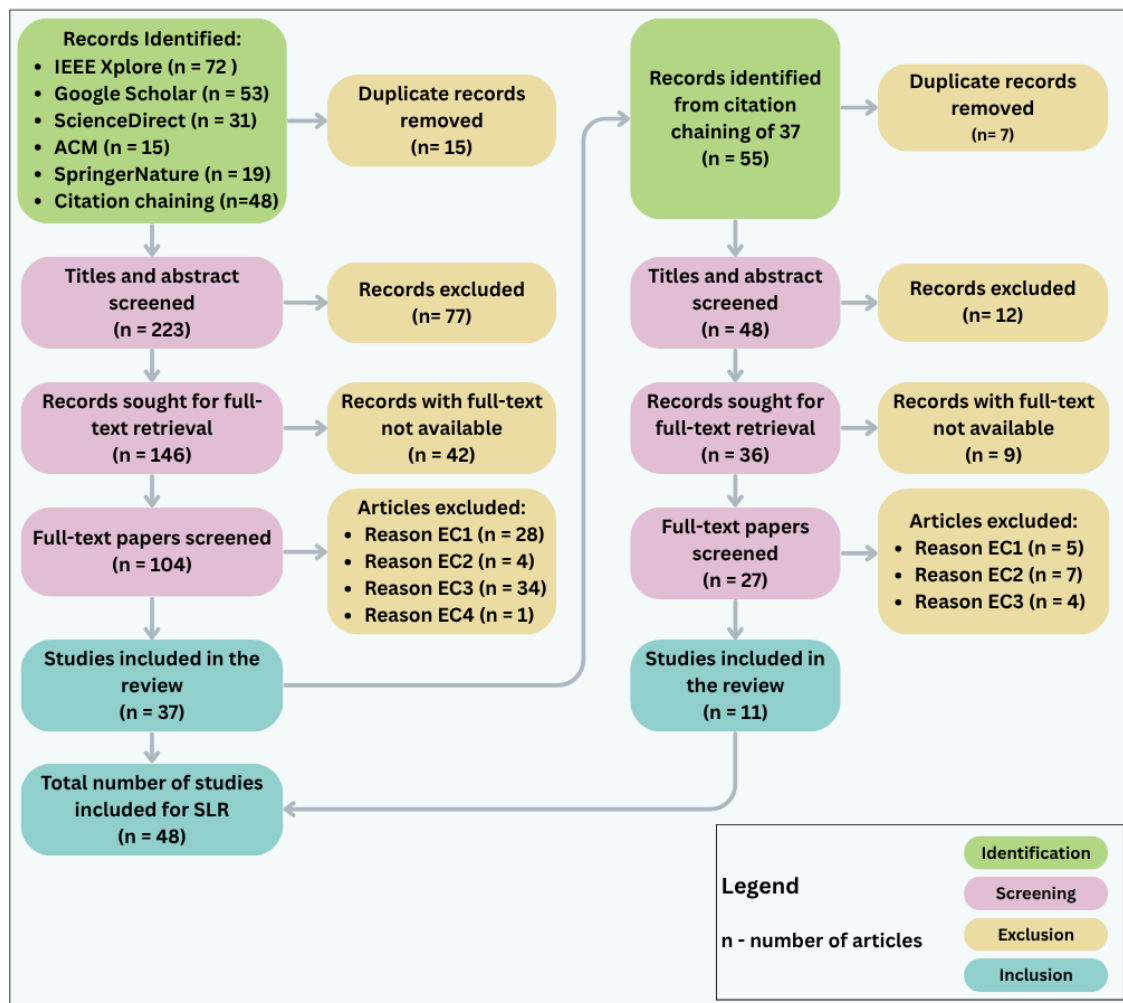 Records Identified:
• IEEE Xplore (n = 72 )
• Google Scholar (n = 53)
• ScienceDirect (n = 31)
• ACM (n = 15)
• SpringerNature (n = 19)
• Citation chaining (n=48)
Duplicate records
removed
(n= 15)
Titles and abstract
screened
(n = 223)
Records excluded
(n= 77)
Records sought for full-
text retrieval
(n = 146)
Records with full-text
not available
(n = 42)
Full-text papers screened
(n = 104)
Articles excluded:
• Reason EC1 (n = 28)
• Reason EC2 (n = 4)
• Reason EC3 (n = 34)
• Reason EC4 (n = 1)
Studies included in the
review
(n = 37)
Total number of studies
included for SLR
(n = 48)
Records identified
from citation
chaining of 37
(n = 55)
Duplicate records
removed
(n= 7)
Titles and abstract
screened
(n = 48)
Records excluded
(n= 12)
Records sought for
full-text retrieval
(n = 36)
Records with full-text
not available
(n = 9)
Full-text papers
screened
(n = 27)
Articles excluded:
• Reason EC1 (n = 5)
• Reason EC2 (n = 7)
• Reason EC3 (n = 4)
Studies included in
the review
(n = 11)
Legend
n - number of articles
Identification
Screening
Exclusion
Inclusion